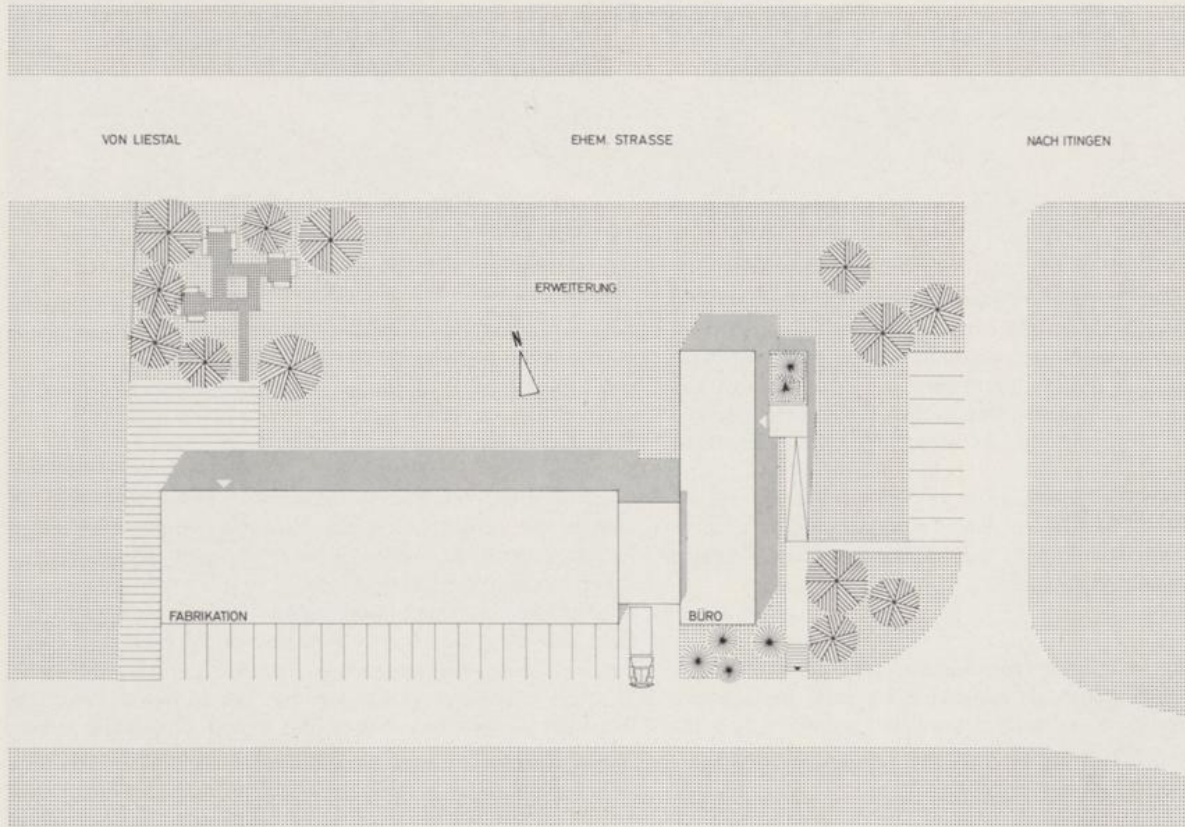 VON LIESTAL
EHEM. STRASSE
NACH ITINGEN
ERWEITERUNG
N
FABRIKATION
BÜRO